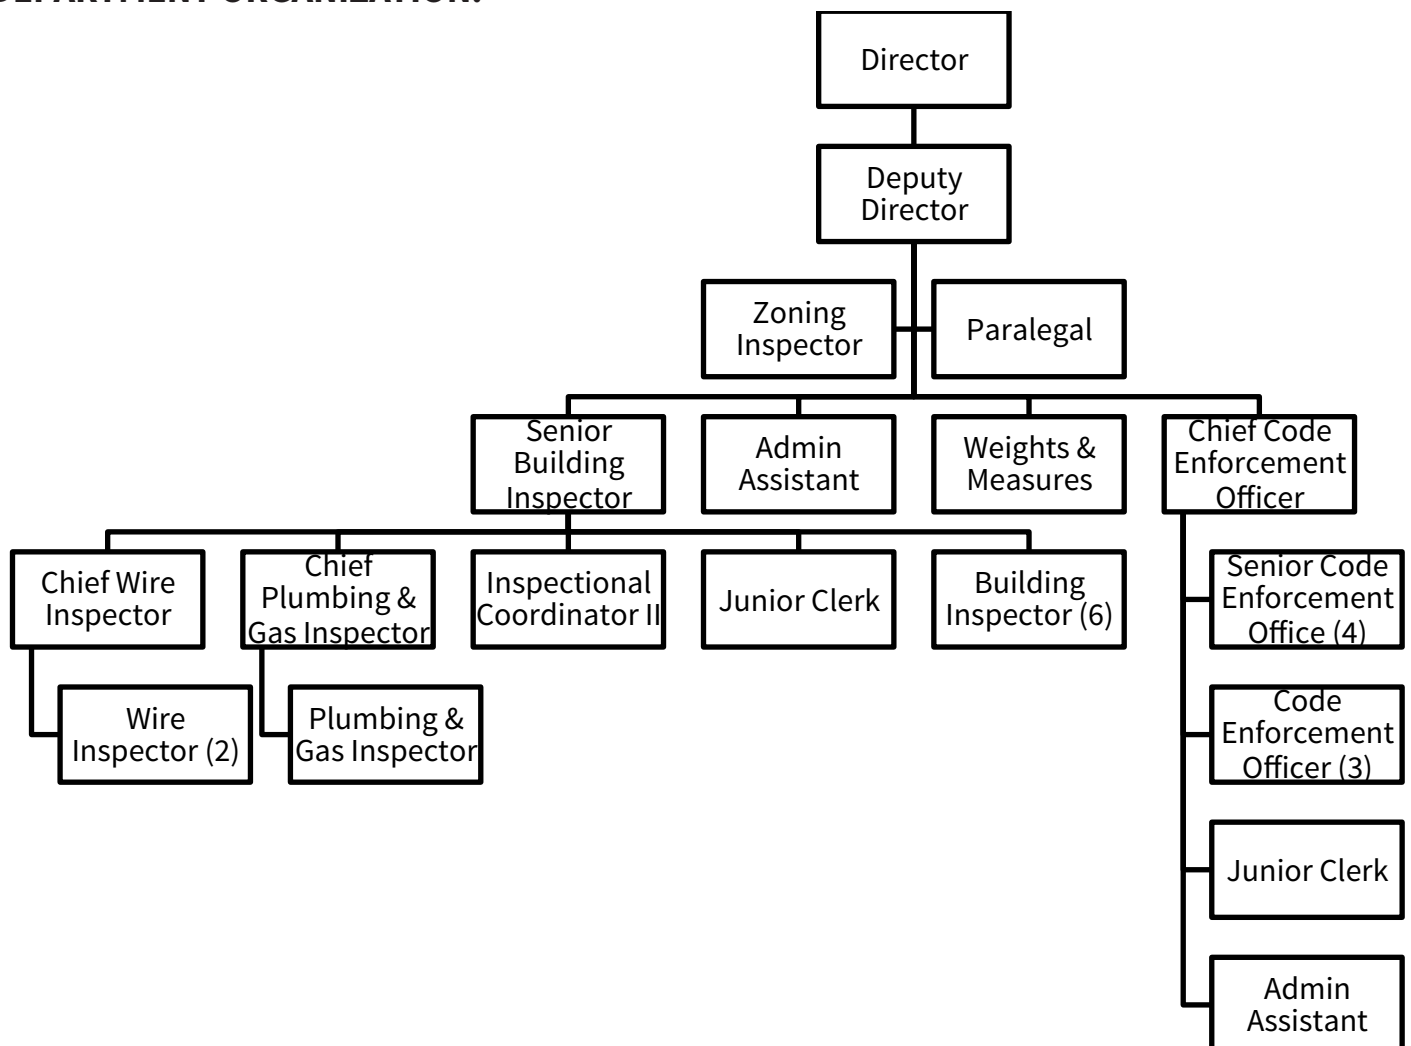 DEPARTMENT ORGANIZATION:
Director
Deputy
Director
Zoning
Inspector
Paralegal
Senior
Building
Inspector
Admin
Assistant
Weights &
Measures
Chief Code
Enforcement
Officer
Chief Wire
Inspector
Chief
Plumbing &
Gas Inspector
Inspectional
Coordinator II
Junior Clerk
Building
Inspector (6)
Senior Code
Enforcement
Office (4)
Wire
Inspector (2)
Plumbing &
Gas Inspector
Code
Enforcement
Officer (3)
Junior Clerk
Admin
Assistant